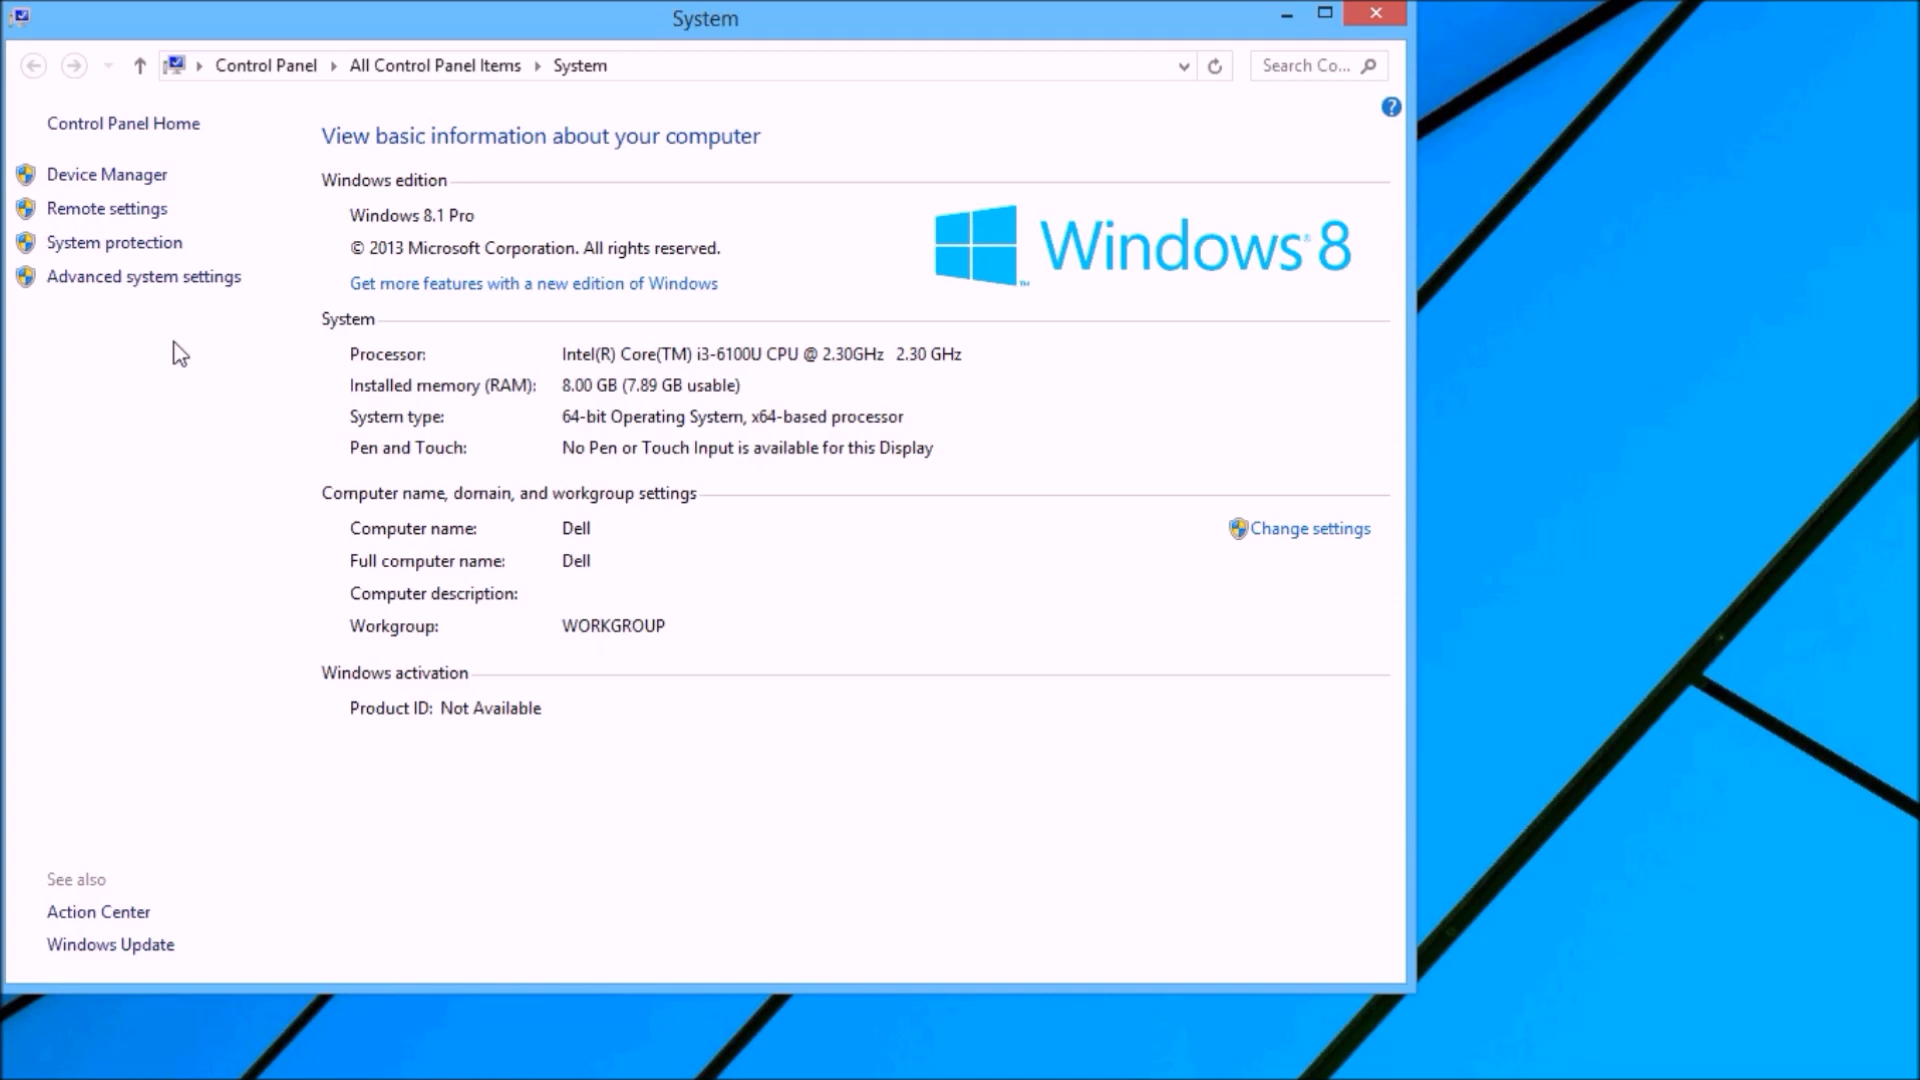 System
Control Panel All Control Panel Items System
Search Co...
Control Panel Home
Device Manager
Remote settings
System protection
Advanced system settings
View basic information about your computer
Windows edition
Windows 8.1 Pro
© 2013 Microsoft Corporation. All rights reserved.
Get more features with a new edition of Windows
Windows® 8
System
Processor: Intel(R) Core(TM) i3-6100U CPU @ 2.30GHz 2.30 GHz
Installed memory (RAM): 8.00 GB (7.89 GB usable)
System type: 64-bit Operating System, x64-based processor
Pen and Touch: No Pen or Touch Input is available for this Display
Computer name, domain, and workgroup settings
Computer name: Dell
Change settings
Full computer name: Dell
Computer description:
Workgroup: WORKGROUP
Windows activation
Product ID: Not Available
See also
Action Center
Windows Update